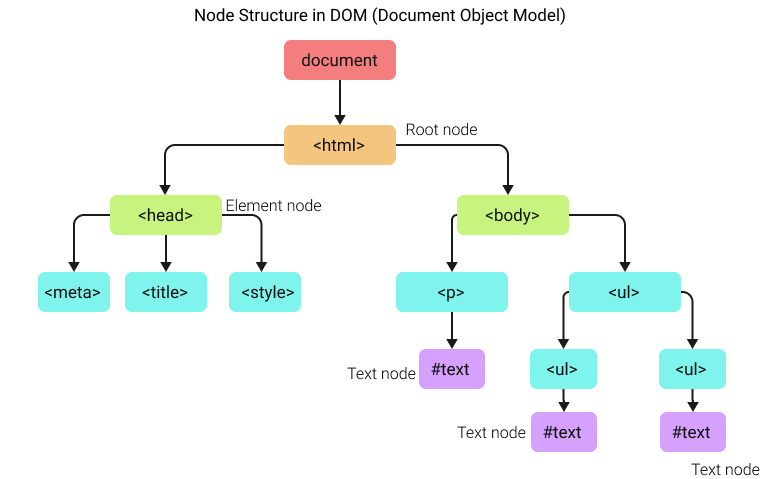 Node Structure in DOM (Document Object Model)
document
Root node
<html>
<head>
Element node
<body>
<meta>
<title>
<style>
<p>
<ul>
Text node
#text
<ul>
<ul>
Text node
#text
#text
Text node